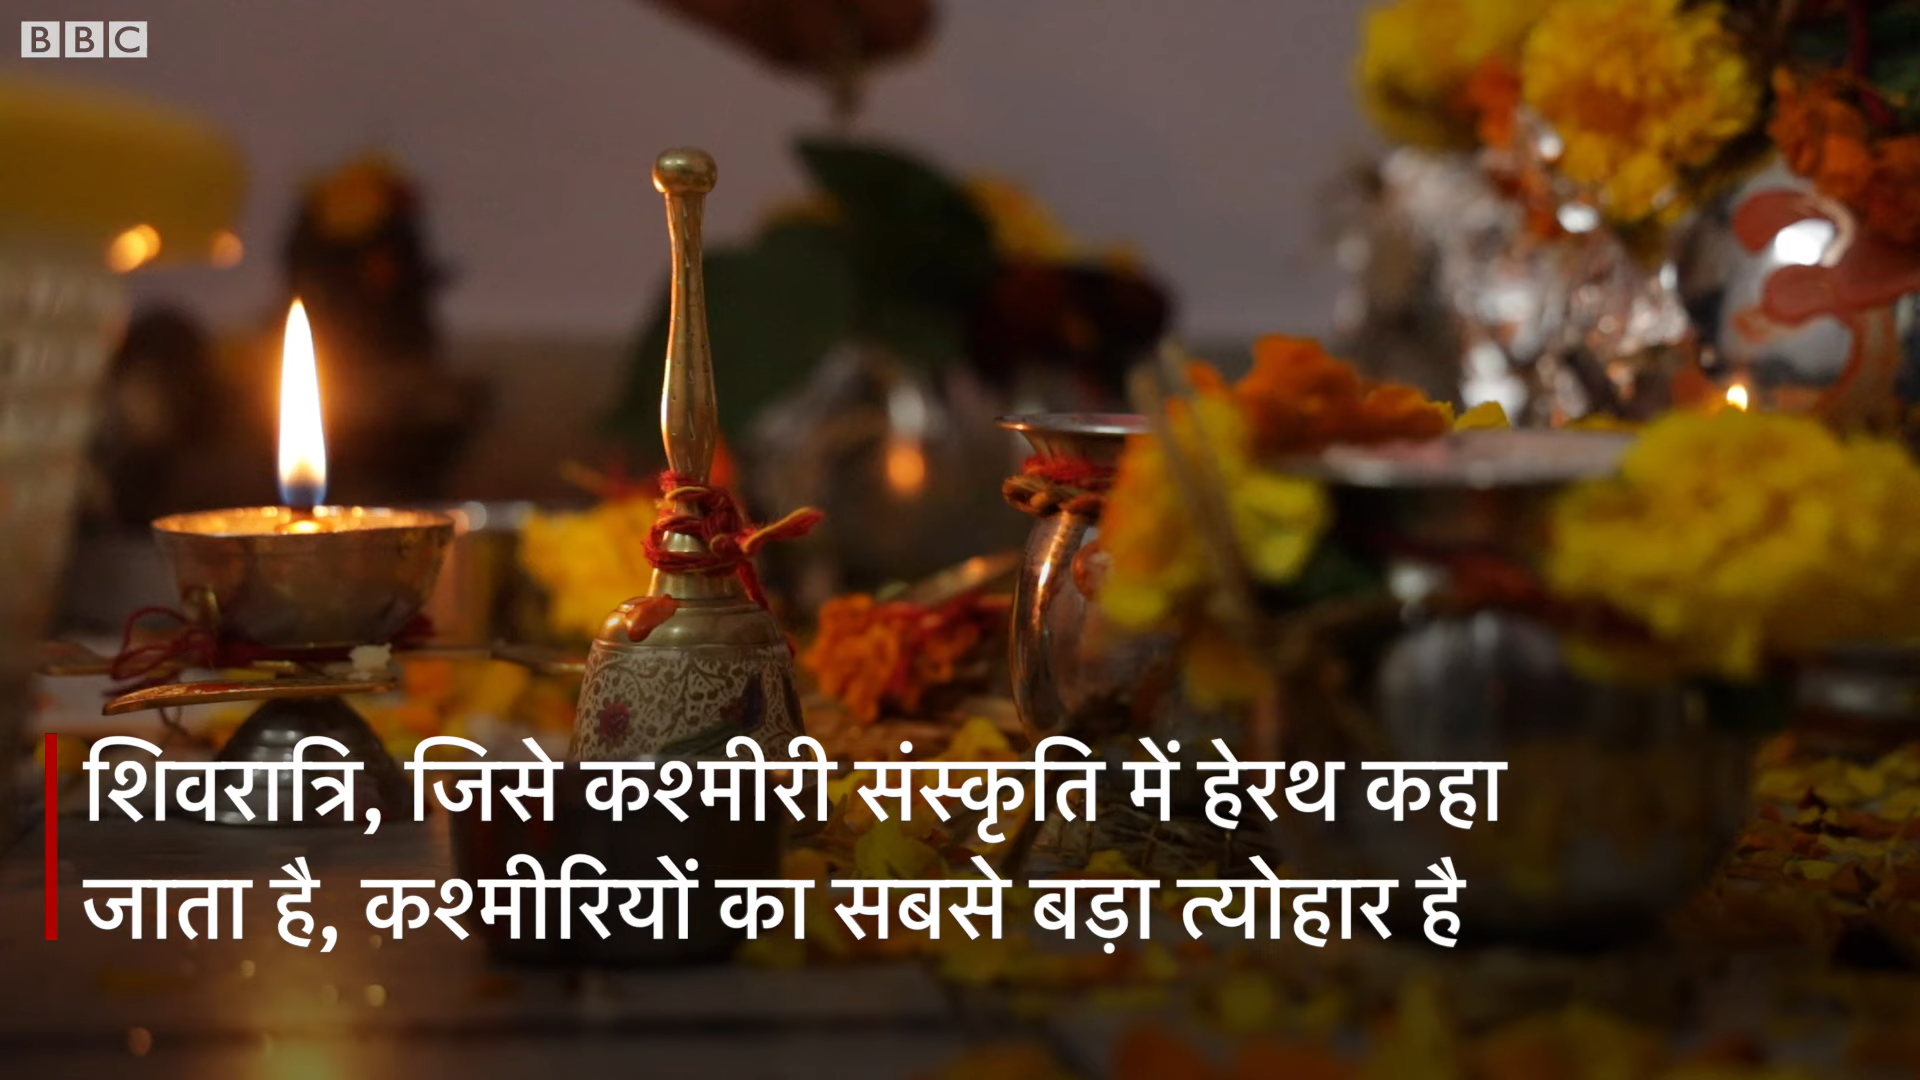 BBC
शिवरात्रि, जिसे कश्मीरी संस्कृति में हेरथ कहा
जाता है, कश्मीरियों का सबसे बड़ा त्योहार है